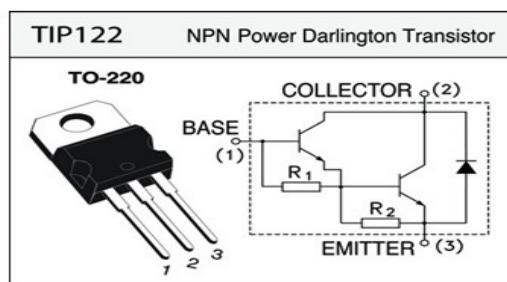 TIP122 NPN Power Darlington Transistor
TO-220
COLLECTOR (2)
BASE
(1)
R1
R2
EMITTER (3)
1 2 3